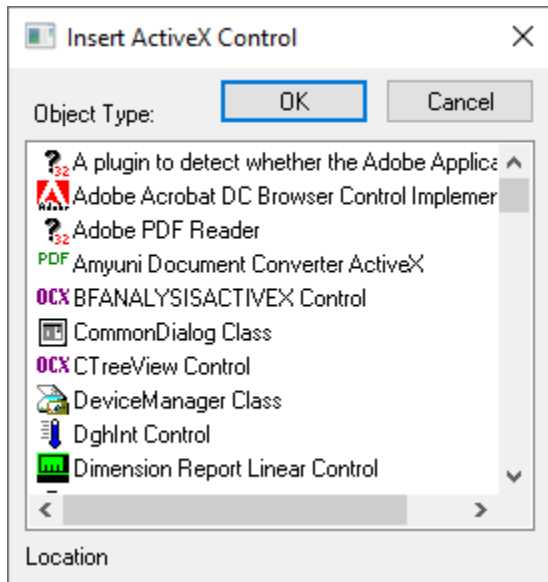 Insert ActiveX Control
Object Type:
OK
Cancel
A plugin to detect whether the Adobe Applica
Adobe Acrobat DC Browser Control Implemen
Adobe PDF Reader
PDF Amyuni Document Converter ActiveX
OCX BFANALYSISACTIVEX Control
CommonDialog Class
OCX CTreeView Control
DeviceManager Class
DghInt Control
Dimension Report Linear Control
Location